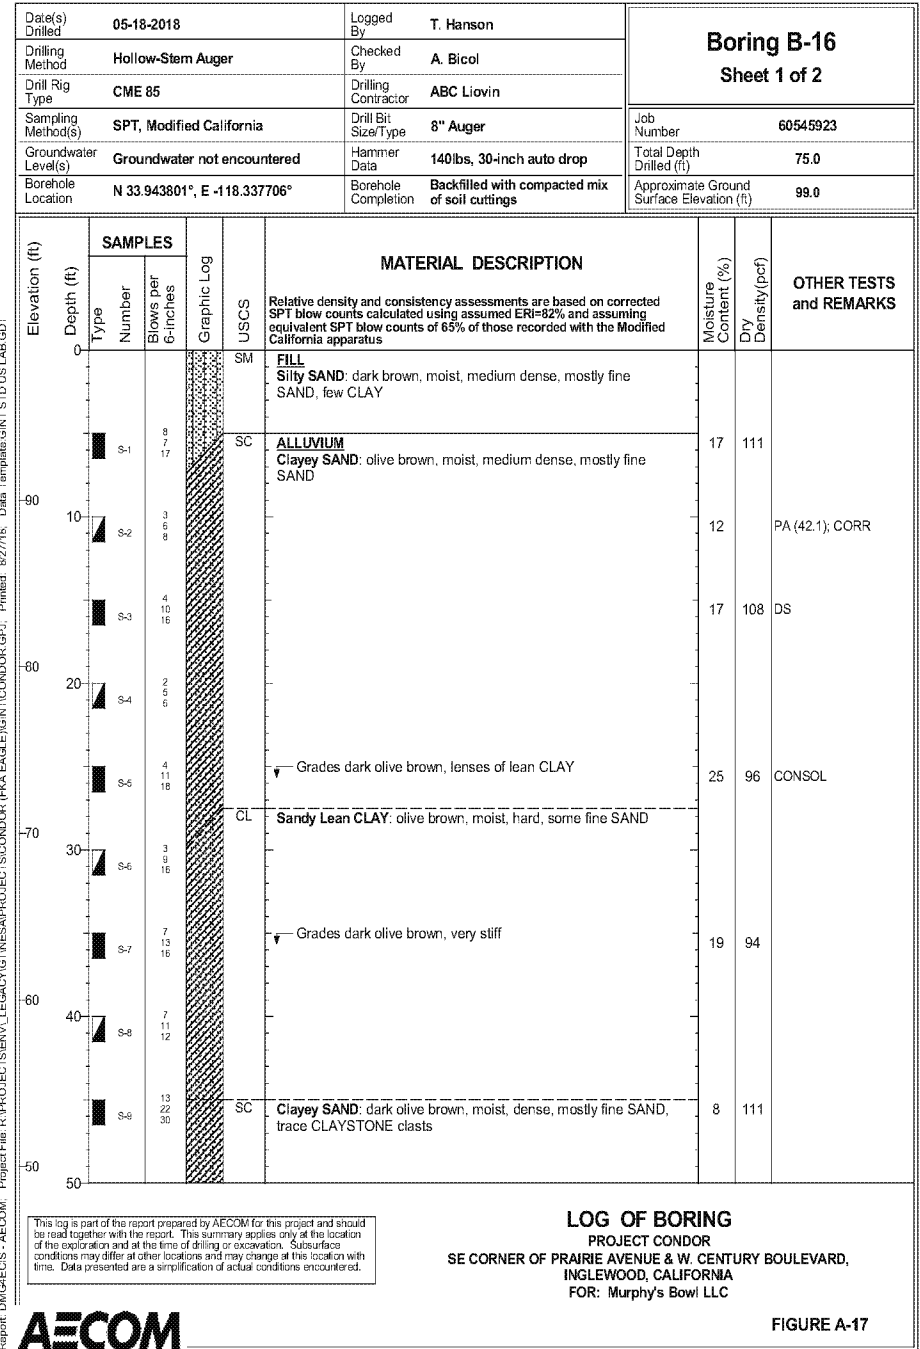 Date(s) Drilled 05-18-2018
Logged By T. Hanson
Drilling Method Hollow-Stem Auger
Checked By A. Bicol
Drill Rig Type CME 85
Drilling Contractor ABC Liovin
Sampling Method(s) SPT, Modified California
Drill Bit Size/Type 8" Auger
Groundwater Level(s) Groundwater not encountered
Hammer Data 140lbs, 30-inch auto drop
Borehole Location N 33.943801°, E -118.337706°
Borehole Completion Backfilled with compacted mix of soil cuttings
Boring B-16
Sheet 1 of 2
Job Number 60545923
Total Depth Drilled (ft) 75.0
Approximate Ground Surface Elevation (ft) 99.0
Elevation (ft)
Depth (ft)
SAMPLES
Type
Number
Blows per 6-inches
Graphic Log
USCS
MATERIAL DESCRIPTION
Relative density and consistency assessments are based on corrected
SPT blow counts calculated using assumed ERi=82% and assuming
equivalent SPT blow counts of 65% of those recorded with the Modified
California apparatus
Moisture Content (%)
Dry Density(pcf)
OTHER TESTS
and REMARKS
0
SM FILL
Silty SAND: dark brown, moist, medium dense, mostly fine
SAND, few CLAY
S-1 8 7 17
SC ALLUVIUM 17 111
Clayey SAND: olive brown, moist, medium dense, mostly fine
SAND
90
10 S-2 3 6 8 12 PA (42.1); CORR
S-3 4 10 16 17 108 DS
80
20 S-4 2 5 6
S-5 4 11 18 25 96 CONSOL
Grades dark olive brown, lenses of lean CLAY
CL Sandy Lean CLAY: olive brown, moist, hard, some fine SAND
70
30 S-6 3 9 16
S-7 7 13 16 19 94
Grades dark olive brown, very stiff
60
40 S-8 7 11 12
S-9 13 22 30
SC Clayey SAND: dark olive brown, moist, dense, mostly fine SAND, 8 111
trace CLAYSTONE clasts
50
50
This log is part of the report prepared by AECOM for this project and should
be read together with the report. This summary applies only at the location
of the exploration and at the time of drilling or excavation. Subsurface
conditions may differ at other locations and may change at this location with
time. Data presented are a simplification of actual conditions encountered.
LOG OF BORING
PROJECT CONDOR
SE CORNER OF PRAIRIE AVENUE & W. CENTURY BOULEVARD,
INGLEWOOD, CALIFORNIA
FOR: Murphy's Bowl LLC
AECOM
FIGURE A-17